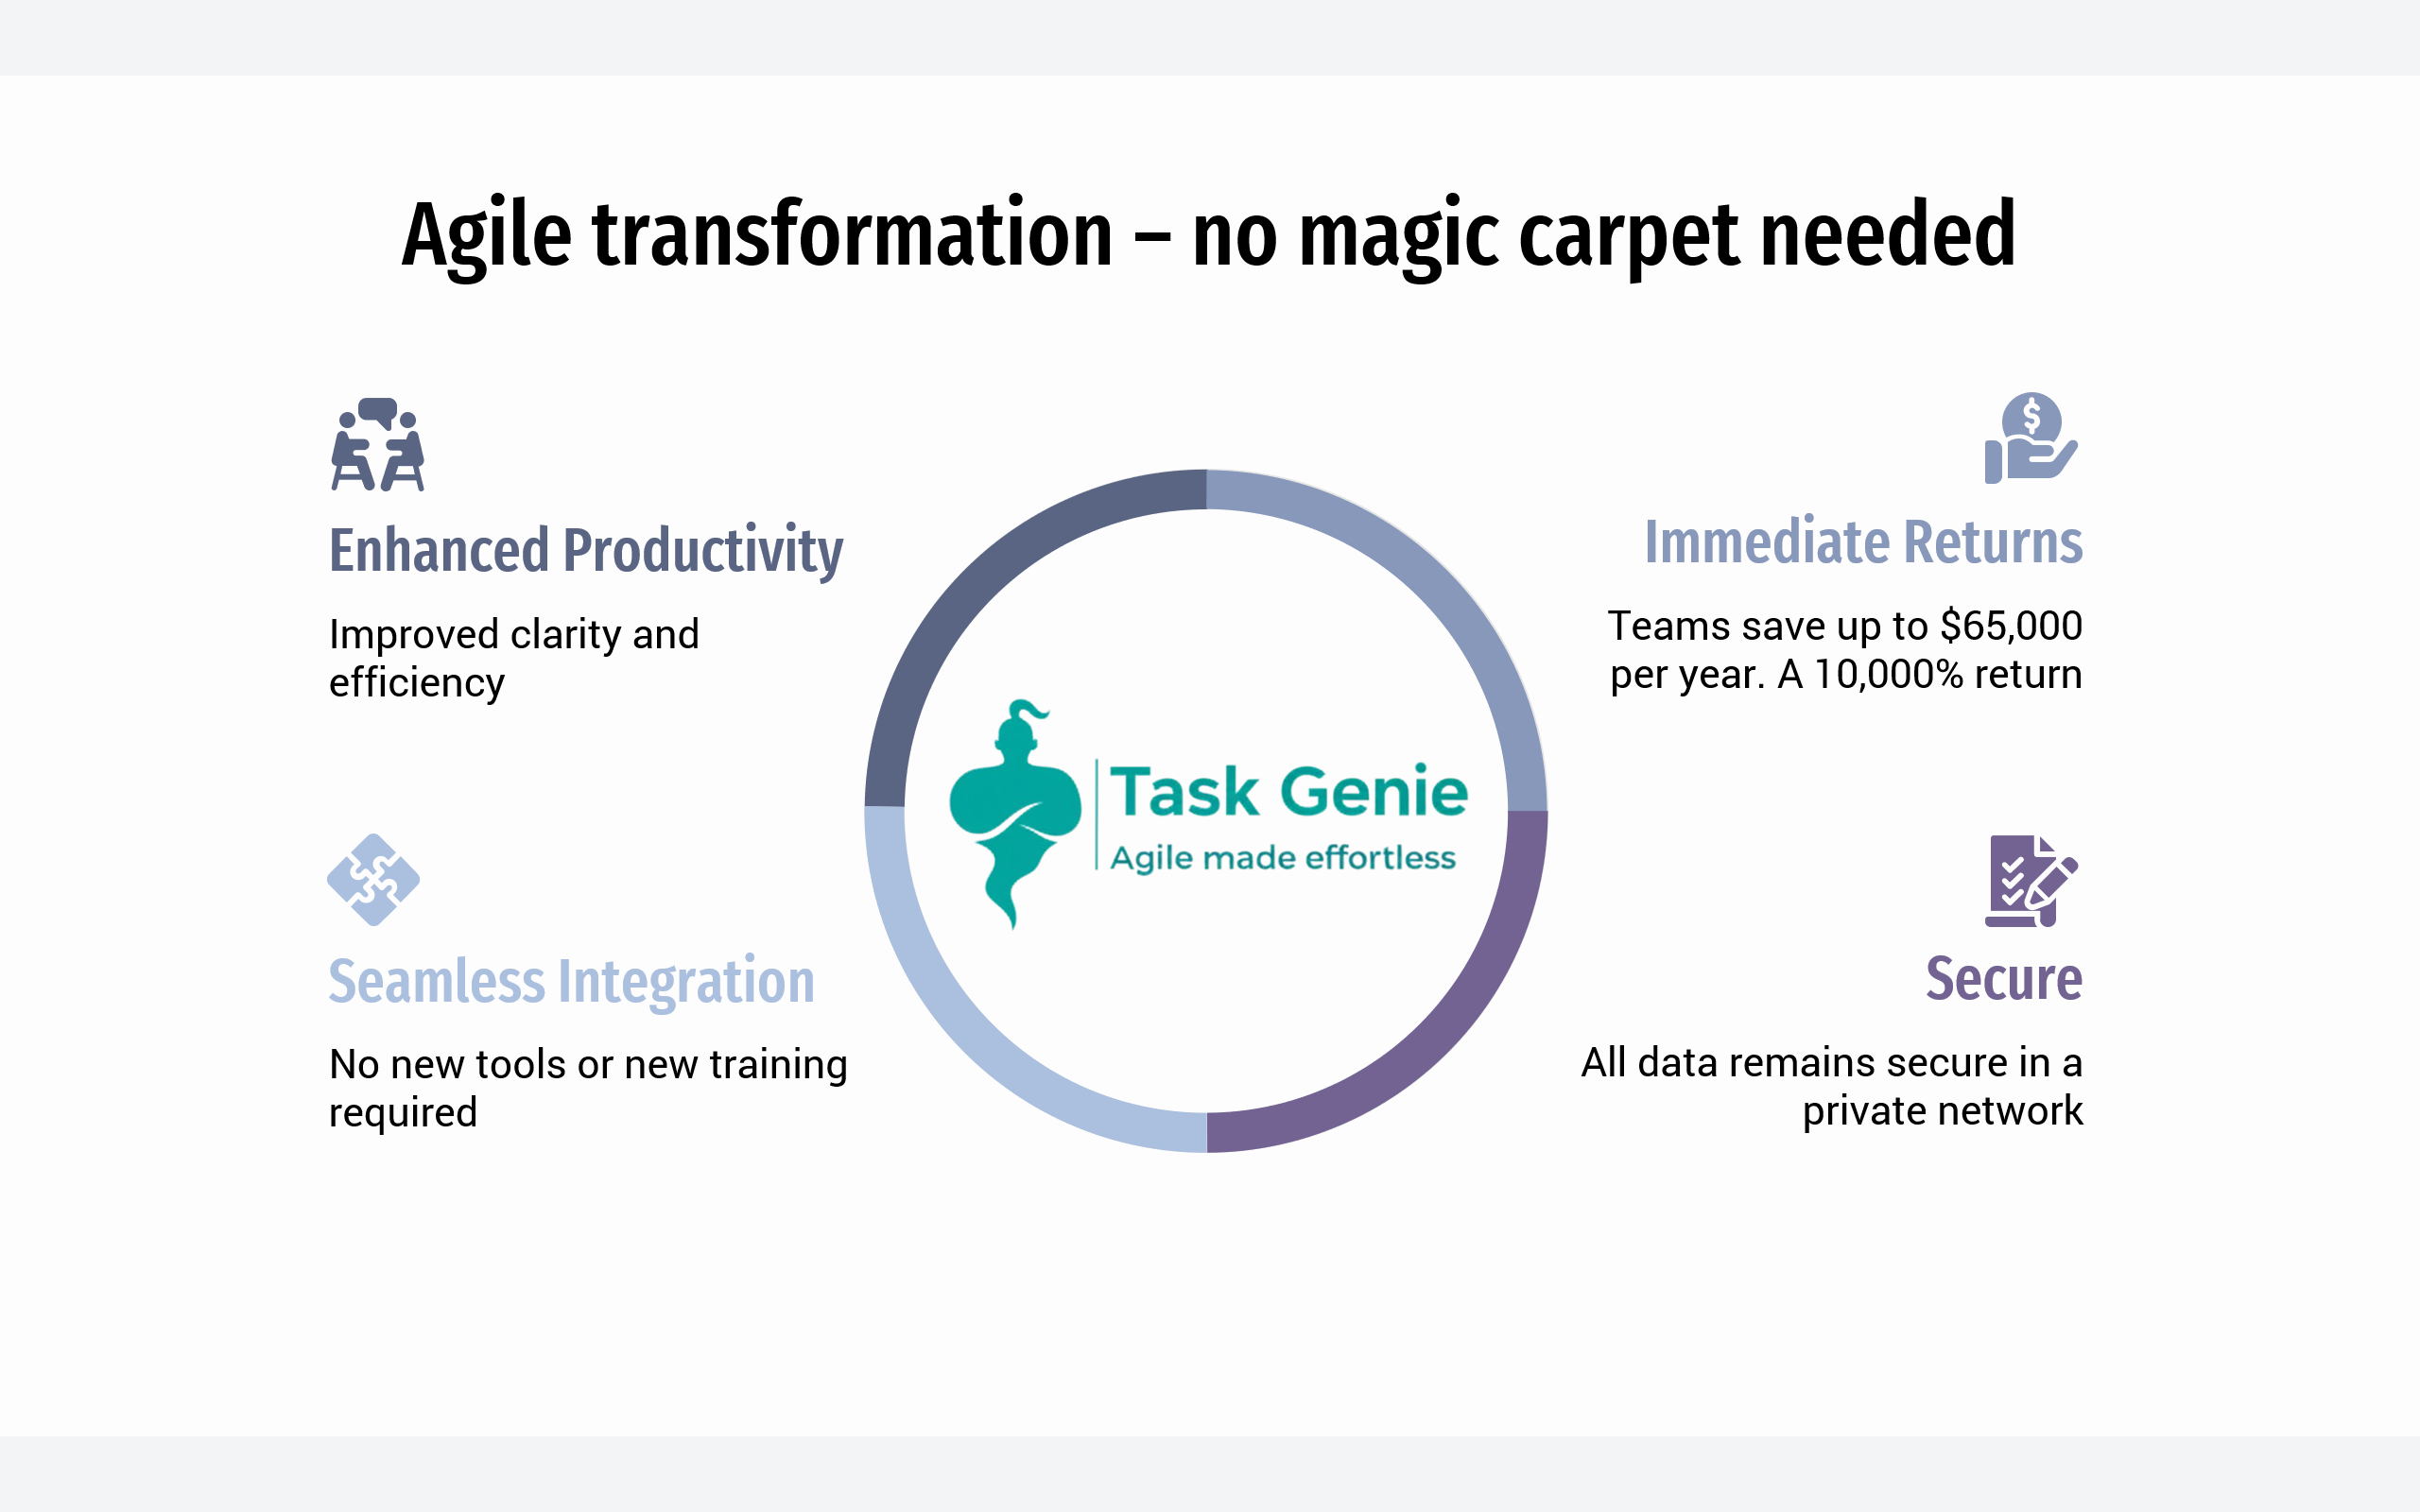 Agile transformation – no magic carpet needed
Enhanced Productivity
Improved clarity and
efficiency
Immediate Returns
Teams save up to $65,000
per year. A 10,000% return
Task Genie
Agile made effortless
Seamless Integration
No new tools or new training
required
Secure
All data remains secure in a
private network